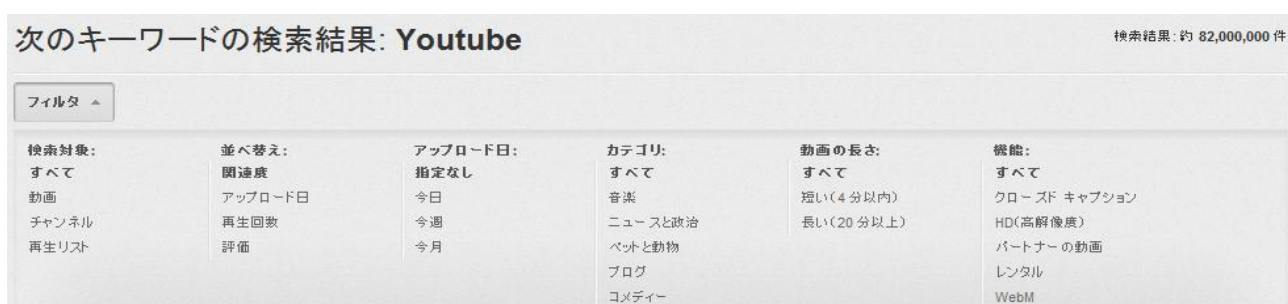 次のキーワードの検索結果: Youtube
検索結果: 約 82,000,000 件
フィルタ ▲
検索対象:
すべて
動画
チャンネル
再生リスト
並べ替え:
関連度
アップロード日
再生回数
評価
アップロード日:
指定なし
今日
今週
今月
カテゴリ:
すべて
音楽
ニュースと政治
ペットと動物
ブログ
コメディー
動画の長さ:
すべて
短い(4 分以内)
長い(20 分以上)
機能:
すべて
クローズド キャプション
HD(高解像度)
パートナーの動画
レンタル
WebM